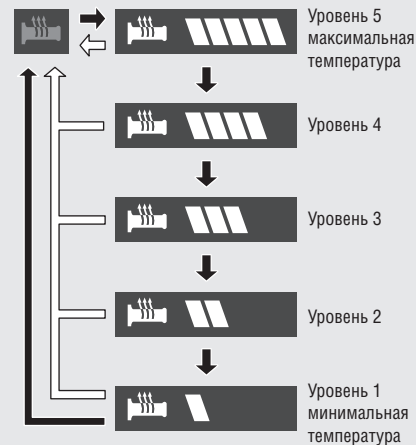 Уровень 5
максимальная
температура
Уровень 4
Уровень 3
Уровень 2
Уровень 1
минимальная
температура